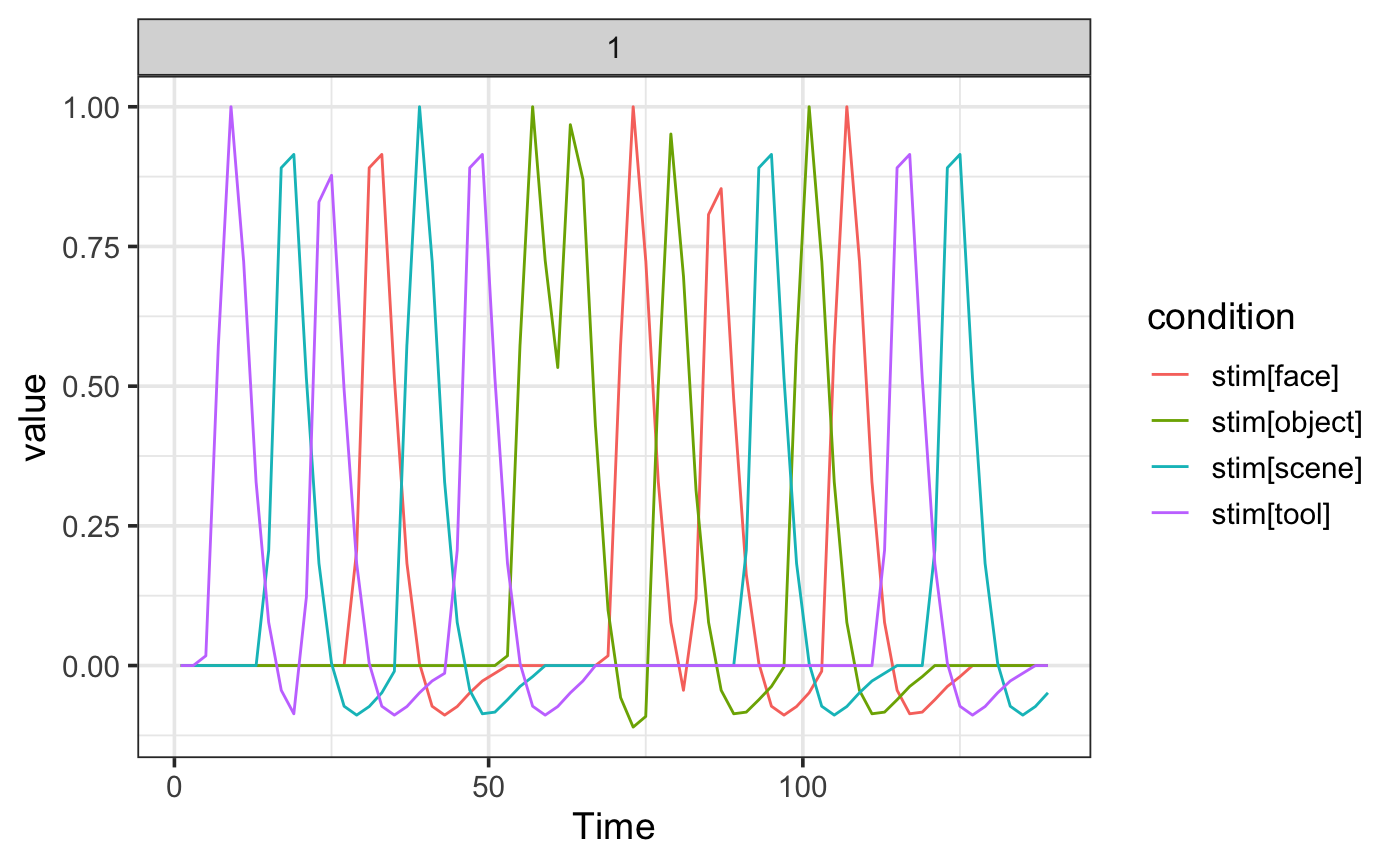 1
1.00
0.75
0.50
0.25
0.00
value
0
50
100
Time
condition
stim[face]
stim[object]
stim[scene]
stim[tool]